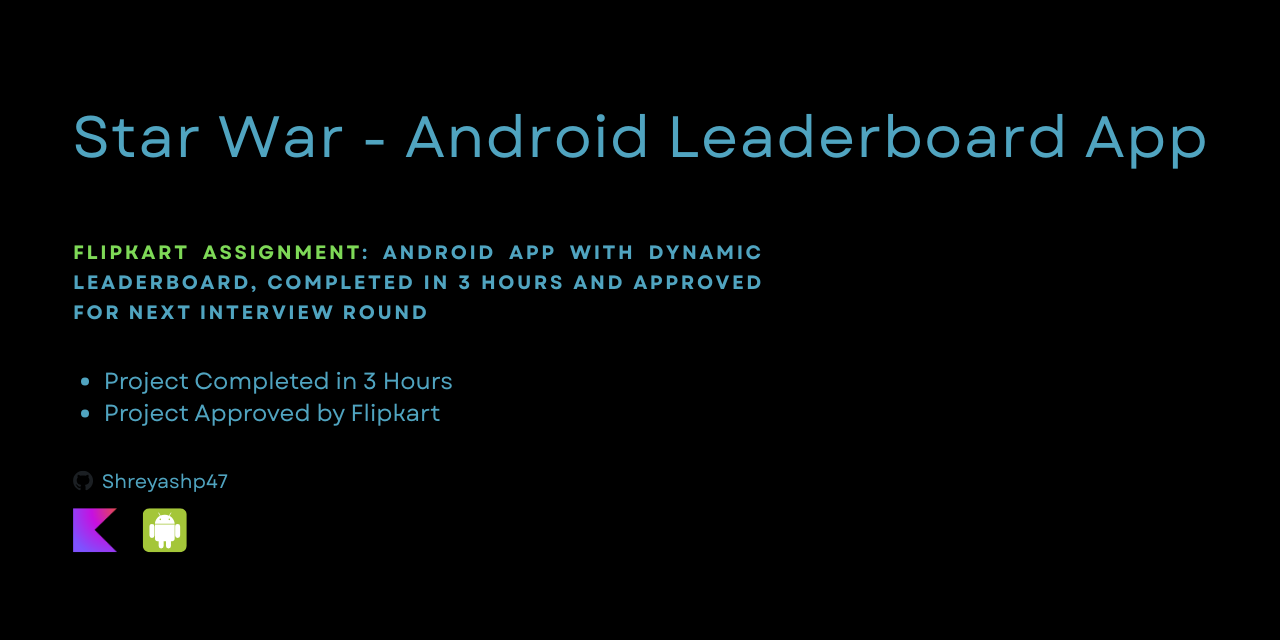 Star War - Android Leaderboard App
FLIPKART ASSIGNMENT: ANDROID APP WITH DYNAMIC
LEADERBOARD, COMPLETED IN 3 HOURS AND APPROVED
FOR NEXT INTERVIEW ROUND
• Project Completed in 3 Hours
• Project Approved by Flipkart
Shreyashp47